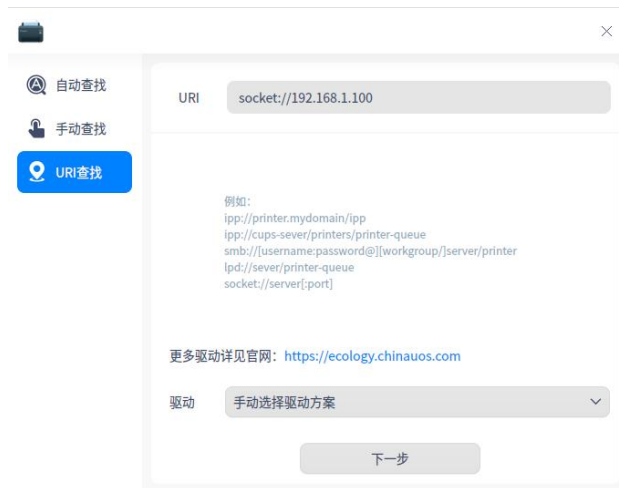 自动查找
手动查找
URI查找
URI
socket://192.168.1.100
例如:
ipp://printer.mydomain/ipp
ipp://cups-sever/printers/printer-queue
smb://[username:password@][workgroup/]server/printer
lpd://sever/printer-queue
socket://server[:port]
更多驱动详见官网：https://ecology.chinauos.com
驱动
手动选择驱动方案
下一步